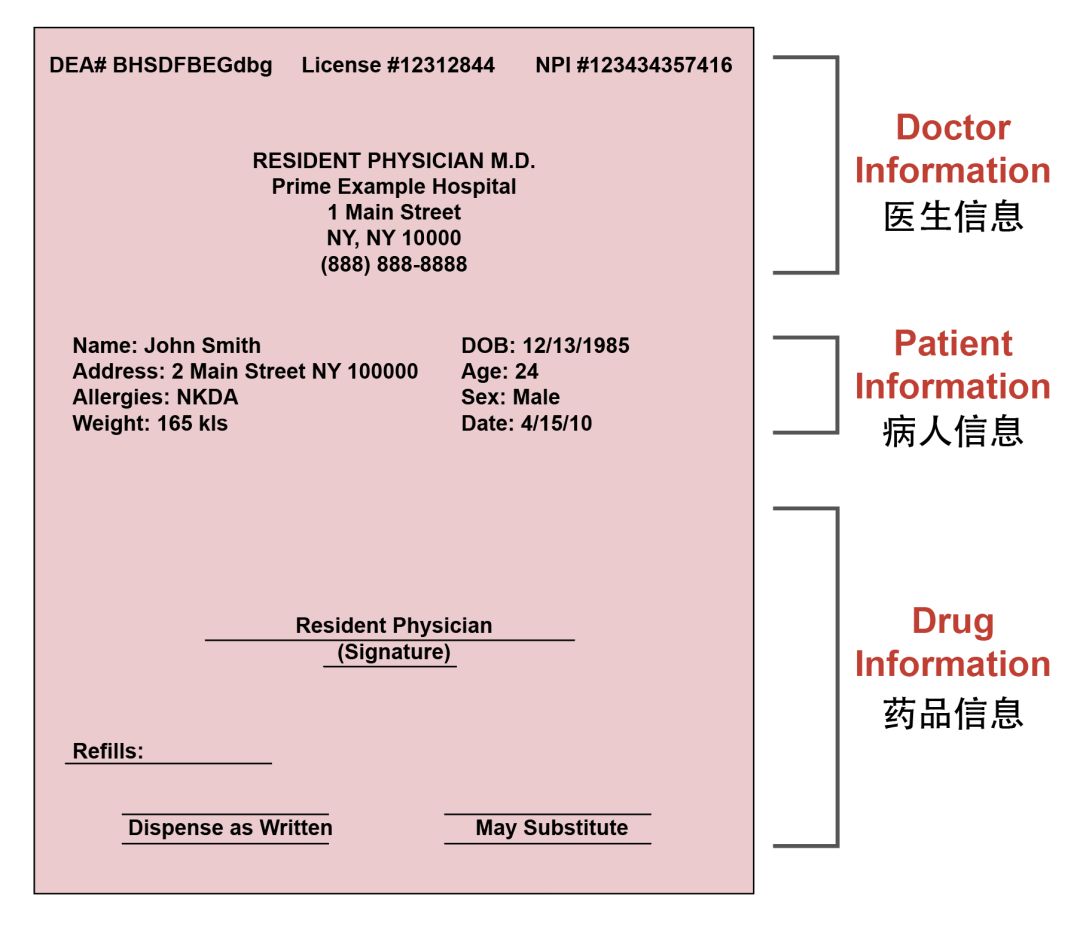 DEA# BHSDFBEGdbg License #12312844 NPI #123434357416
RESIDENT PHYSICIAN M.D.
Prime Example Hospital
1 Main Street
NY, NY 10000
(888) 888-8888
Doctor
Information
医生信息
Name: John Smith DOB: 12/13/1985
Address: 2 Main Street NY 100000 Age: 24
Allergies: NKDA Sex: Male
Weight: 165 kls Date: 4/15/10
Patient
Information
病人信息
Resident Physician
(Signature)
Refills:
Dispense as Written May Substitute
Drug
Information
药品信息